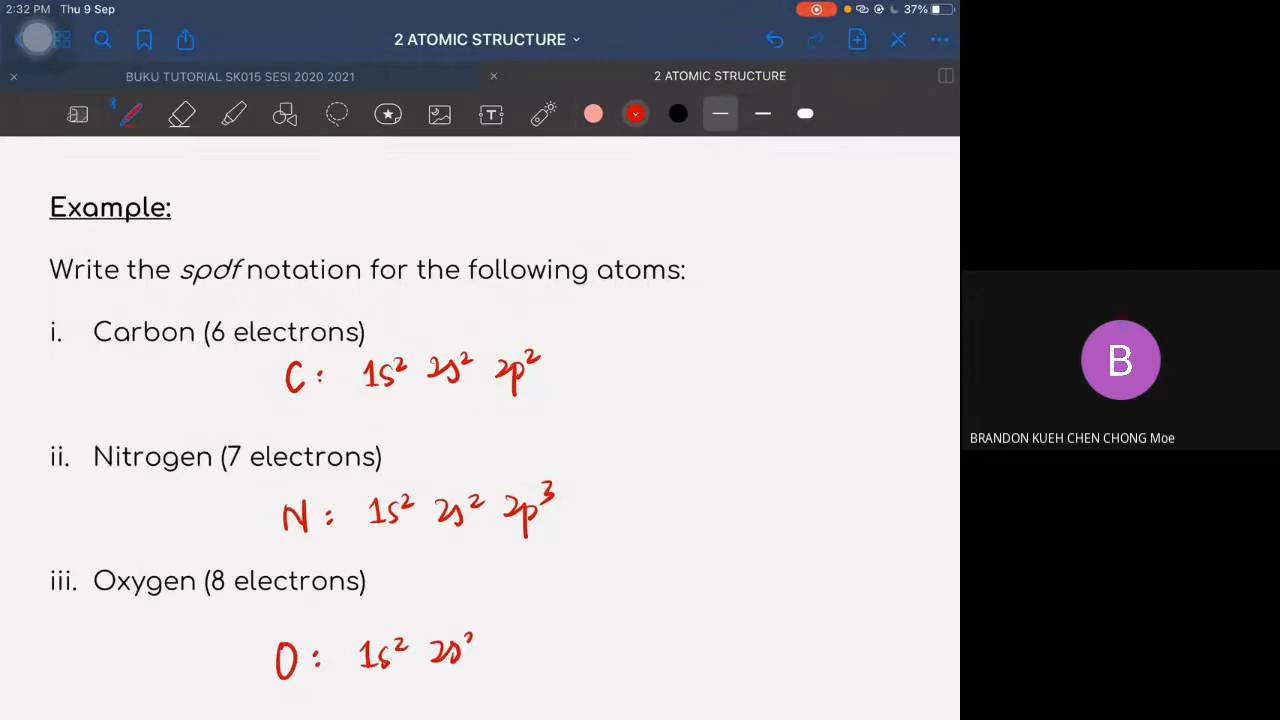 2:32 PM Thu 9 Sep 37%
2 ATOMIC STRUCTURE
BUKU TUTORIAL SK015 SESI 2020 2021
2 ATOMIC STRUCTURE
T
Example:
Write the spdf notation for the following atoms:
i. Carbon (6 electrons)
C : 1s² 2s² 2p²
ii. Nitrogen (7 electrons)
N : 1s² 2s² 2p³
iii. Oxygen (8 electrons)
O : 1s² 2s²
B
BRANDON KUEH CHEN CHONG Moe